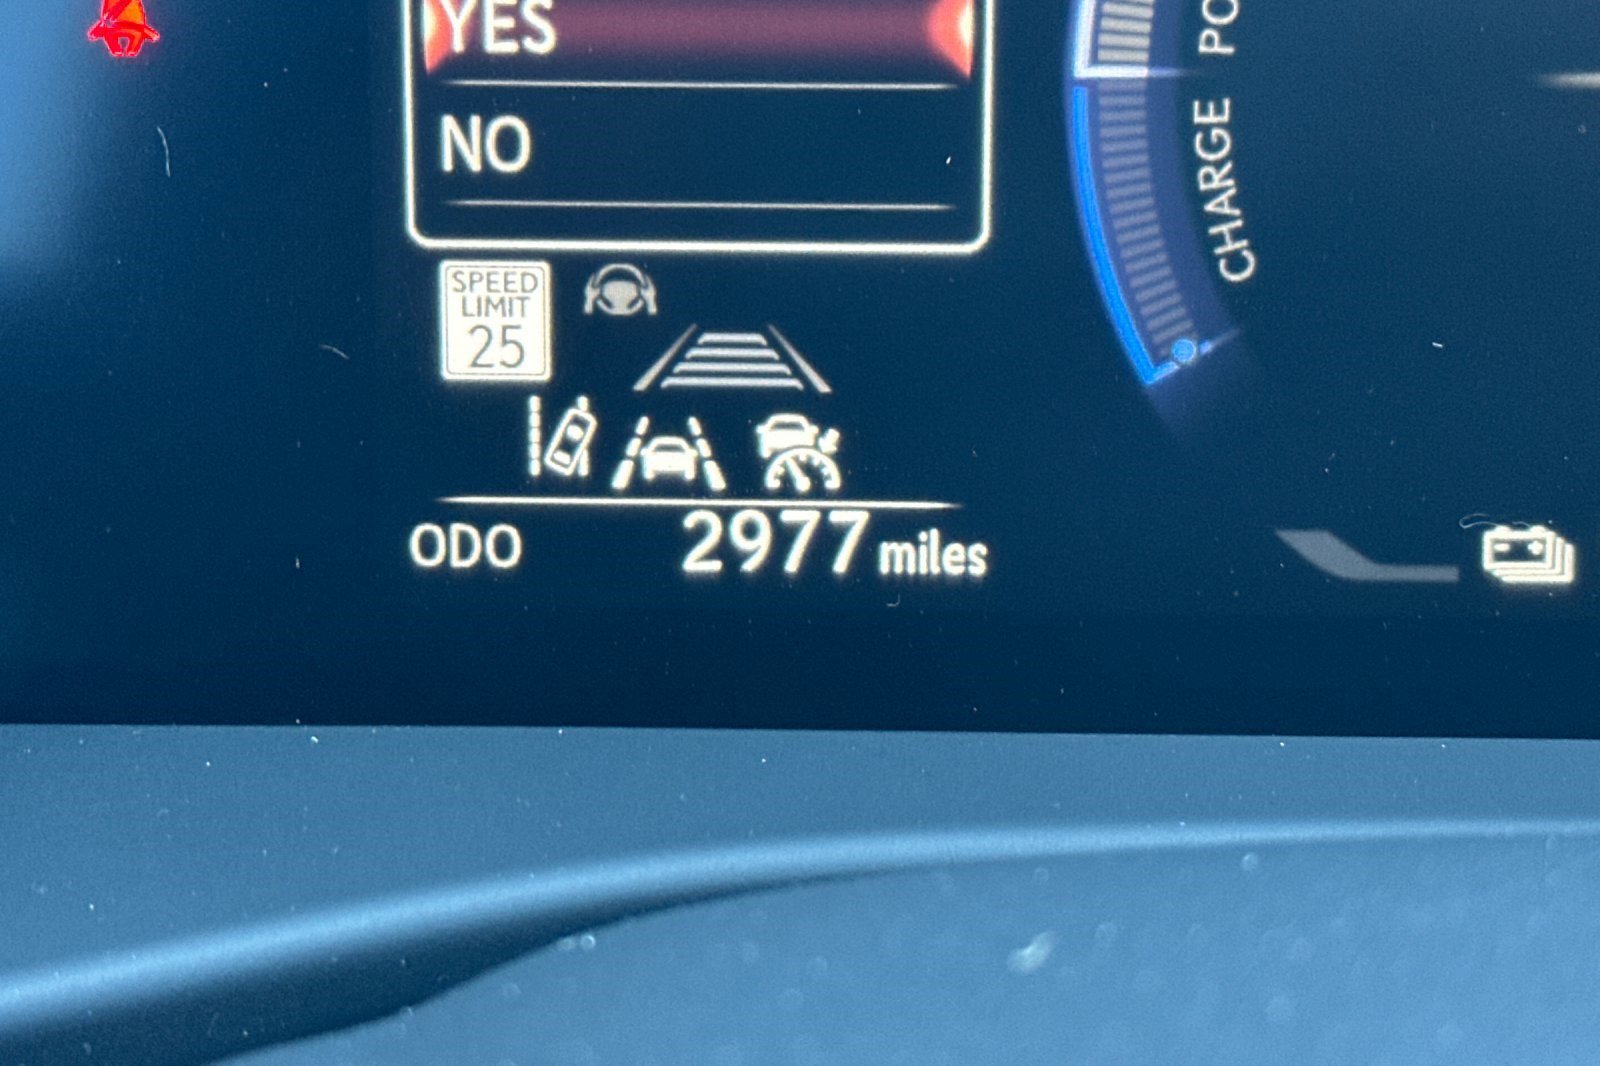 YES
NO
SPEED
LIMIT
25
ODO 2977 miles
CHARGE